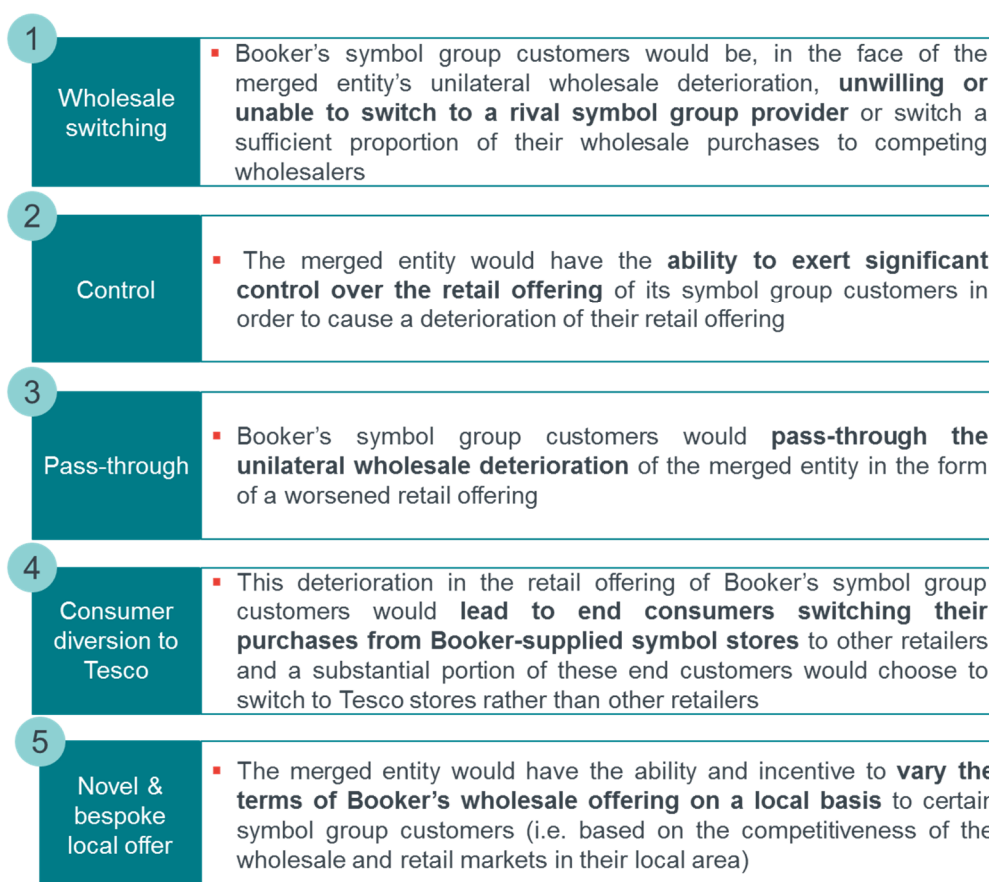 1
Wholesale
switching
▪ Booker’s symbol group customers would be, in the face of the
merged entity’s unilateral wholesale deterioration, unwilling or
unable to switch to a rival symbol group provider or switch a
sufficient proportion of their wholesale purchases to competing
wholesalers
2
Control
▪ The merged entity would have the ability to exert significant
control over the retail offering of its symbol group customers in
order to cause a deterioration of their retail offering
3
Pass-through
▪ Booker’s symbol group customers would pass-through the
unilateral wholesale deterioration of the merged entity in the form
of a worsened retail offering
4
Consumer
diversion to
Tesco
▪ This deterioration in the retail offering of Booker’s symbol group
customers would lead to end consumers switching their
purchases from Booker-supplied symbol stores to other retailers
and a substantial portion of these end customers would choose to
switch to Tesco stores rather than other retailers
5
Novel &
bespoke
local offer
▪ The merged entity would have the ability and incentive to vary the
terms of Booker’s wholesale offering on a local basis to certain
symbol group customers (i.e. based on the competitiveness of the
wholesale and retail markets in their local area)